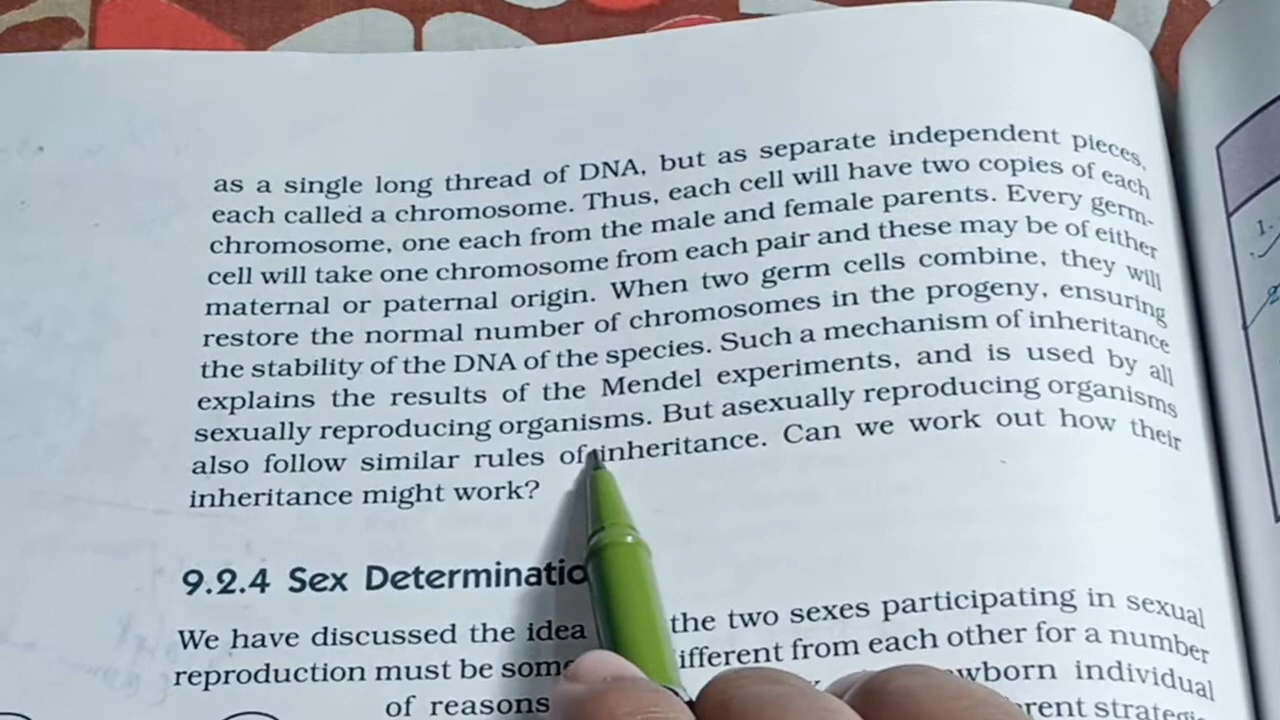 as a single long thread of DNA, but as separate independent pieces,
each called a chromosome. Thus, each cell will have two copies of each
chromosome, one each from the male and female parents. Every germ-
cell will take one chromosome from each pair and these may be of either
maternal or paternal origin. When two germ cells combine, they will
restore the normal number of chromosomes in the progeny, ensuring
the stability of the DNA of the species. Such a mechanism of inheritance
explains the results of the Mendel experiments, and is used by all
sexually reproducing organisms. But asexually reproducing organisms
also follow similar rules of inheritance. Can we work out how their
inheritance might work?
9.2.4 Sex Determinatio
We have discussed the idea the two sexes participating in sexual
reproduction must be some ifferent from each other for a number
of reasons wborn individual
rent
1.